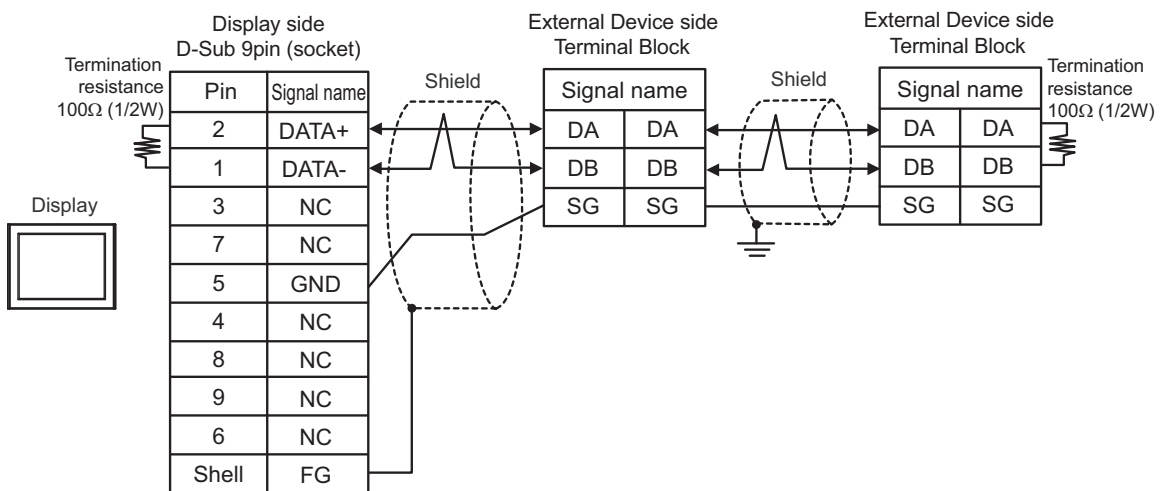 Display side
D-Sub 9pin (socket)
External Device side
Terminal Block
External Device side
Terminal Block
Termination
resistance
100Ω (1/2W)
Shield
Shield
Termination
resistance
100Ω (1/2W)
Pin Signal name
2 DATA+
1 DATA-
3 NC
7 NC
5 GND
4 NC
8 NC
9 NC
6 NC
Shell FG
Signal name
DA DA
DB DB
SG SG
Signal name
DA DA
DB DB
SG SG
Display